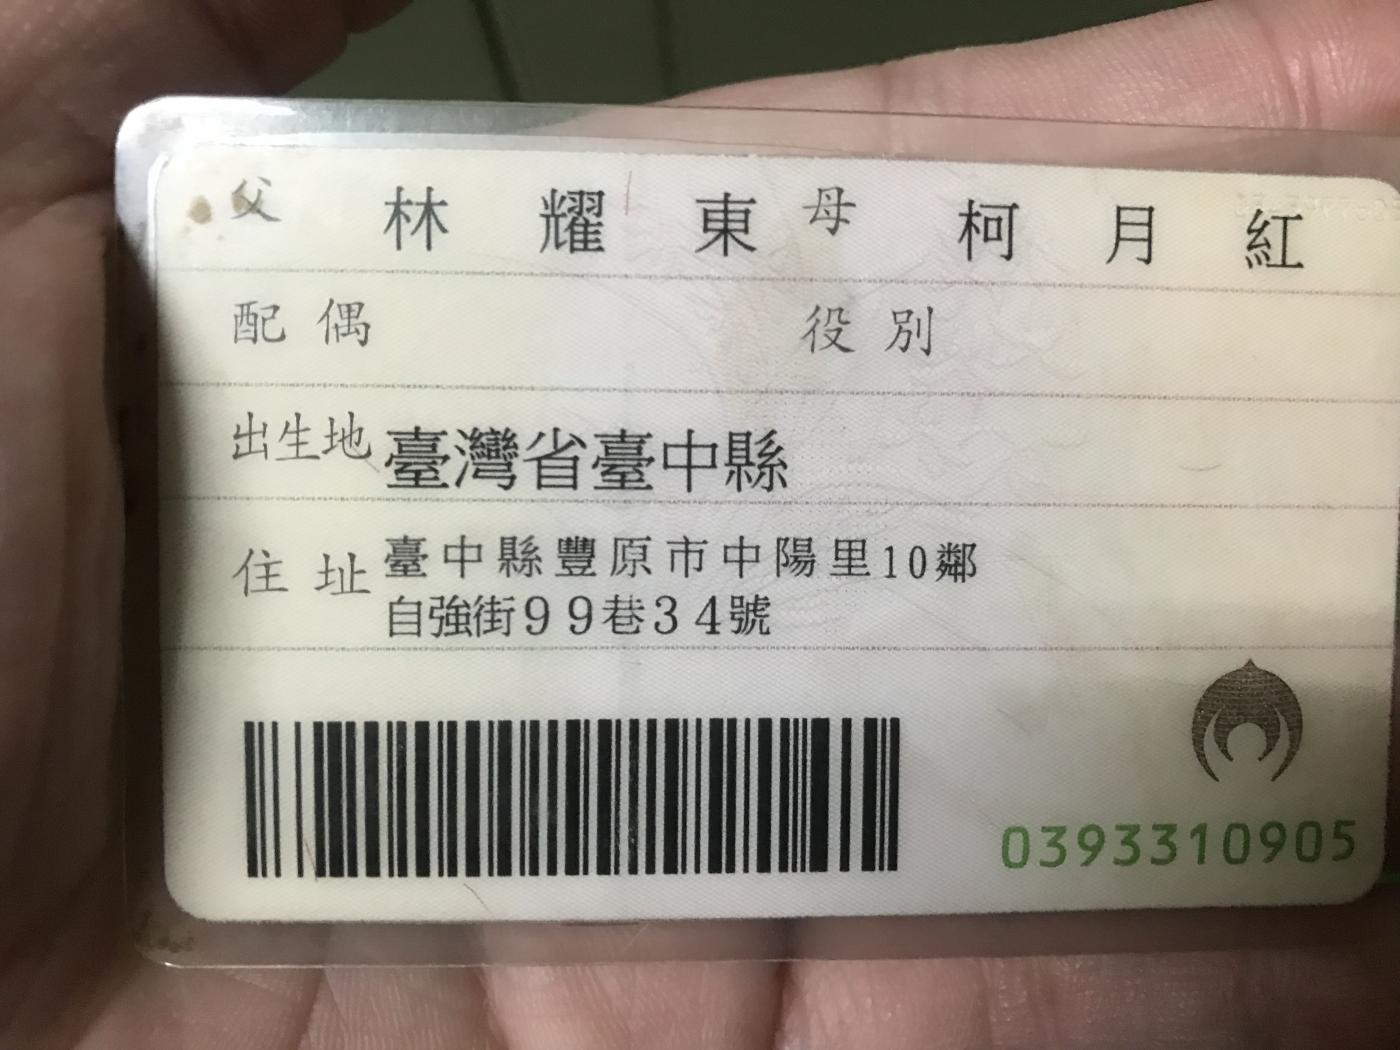 父 林耀東 母 柯月紅
配偶 役別
出生地 臺灣省臺中縣
住址 臺中縣豐原市中陽里10鄰
自強街99巷34號
0393310905